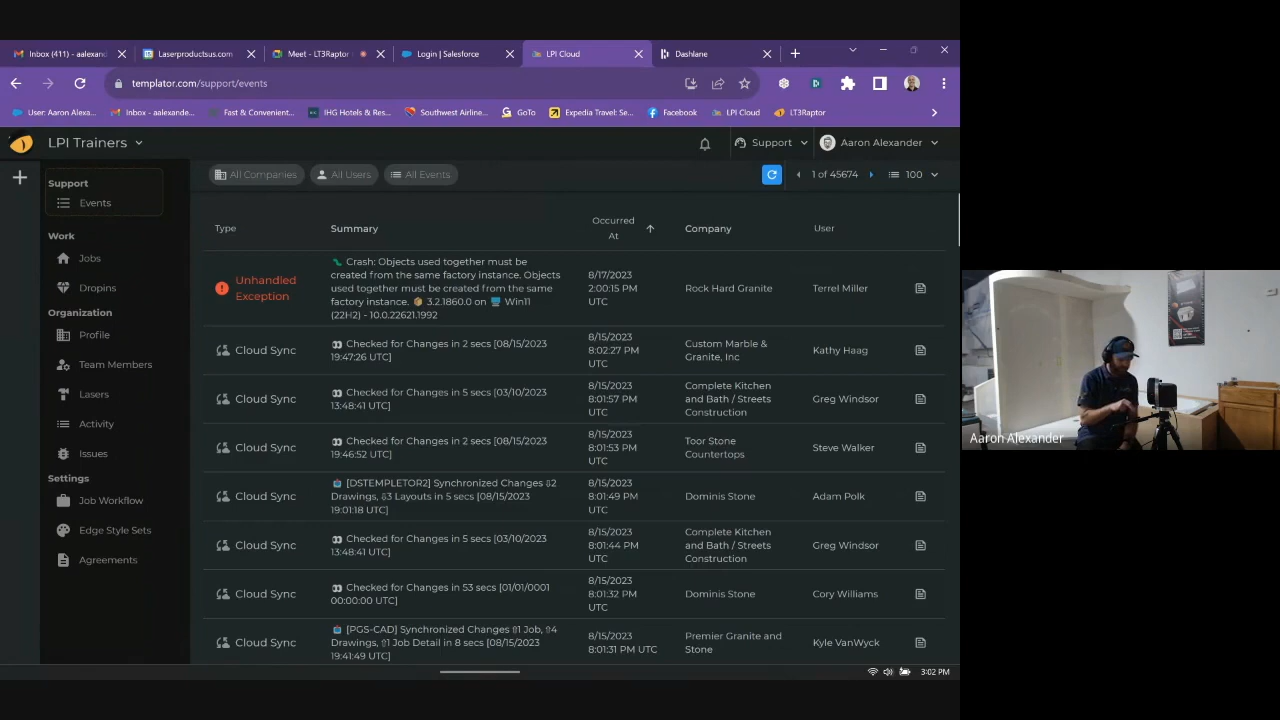 Inbox (411) - aalexand
Laserproductsus.com
Meet - LT3Raptor
Login | Salesforce
LPI Cloud
Dashlane
templator.com/support/events
User: Aaron Alexa...
Inbox - aalexande...
Fast & Convenient...
IHG Hotels & Res...
Southwest Airline...
GoTo
Expedia Travel: Se...
Facebook
LPI Cloud
LT3Raptor
LPI Trainers
Support
Aaron Alexander
Support
Events
Work
Jobs
Dropins
Organization
Profile
Team Members
Lasers
Activity
Issues
Settings
Job Workflow
Edge Style Sets
Agreements
All Companies
All Users
All Events
1 of 45674
100
Type
Summary
Occurred
At
Company
User
Unhandled
Exception
Crash: Objects used together must be
created from the same factory instance. Objects
used together must be created from the same
factory instance. 3.2.1860.0 on Win11
(22H2) - 10.0.22621.1992
8/17/2023
2:00:15 PM
UTC
Rock Hard Granite
Terrel Miller
Cloud Sync
Checked for Changes in 2 secs [08/15/2023
19:47:26 UTC]
8/15/2023
8:02:27 PM
UTC
Custom Marble &
Granite, Inc
Kathy Haag
Cloud Sync
Checked for Changes in 5 secs [03/10/2023
13:48:41 UTC]
8/15/2023
8:01:57 PM
UTC
Complete Kitchen
and Bath / Streets
Construction
Greg Windsor
Cloud Sync
Checked for Changes in 2 secs [08/15/2023
19:46:52 UTC]
8/15/2023
8:01:53 PM
UTC
Toor Stone
Countertops
Steve Walker
Cloud Sync
[DSTEMPLETOR2] Synchronized Changes ⇩2
Drawings, ⇩3 Layouts in 5 secs [08/15/2023
19:01:18 UTC]
8/15/2023
8:01:49 PM
UTC
Dominis Stone
Adam Polk
Cloud Sync
Checked for Changes in 5 secs [03/10/2023
13:48:41 UTC]
8/15/2023
8:01:44 PM
UTC
Complete Kitchen
and Bath / Streets
Construction
Greg Windsor
Cloud Sync
Checked for Changes in 53 secs [01/01/0001
00:00:00 UTC]
8/15/2023
8:01:32 PM
UTC
Dominis Stone
Cory Williams
Cloud Sync
[PGS-CAD] Synchronized Changes ⇧1 Job, ⇧4
Drawings, ⇧1 Job Detail in 8 secs [08/15/2023
19:41:49 UTC]
8/15/2023
8:01:31 PM UTC
Premier Granite and
Stone
Kyle VanWyck
3:02 PM
Aaron Alexander